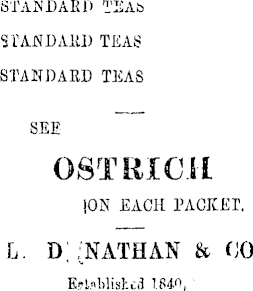 STANDARD TEAS
STANDARD TEAS
STANDARD TEAS
SEE
OSTRICH
ON EACH PACKET.
L. D. NATHAN & CO
Established 1840,